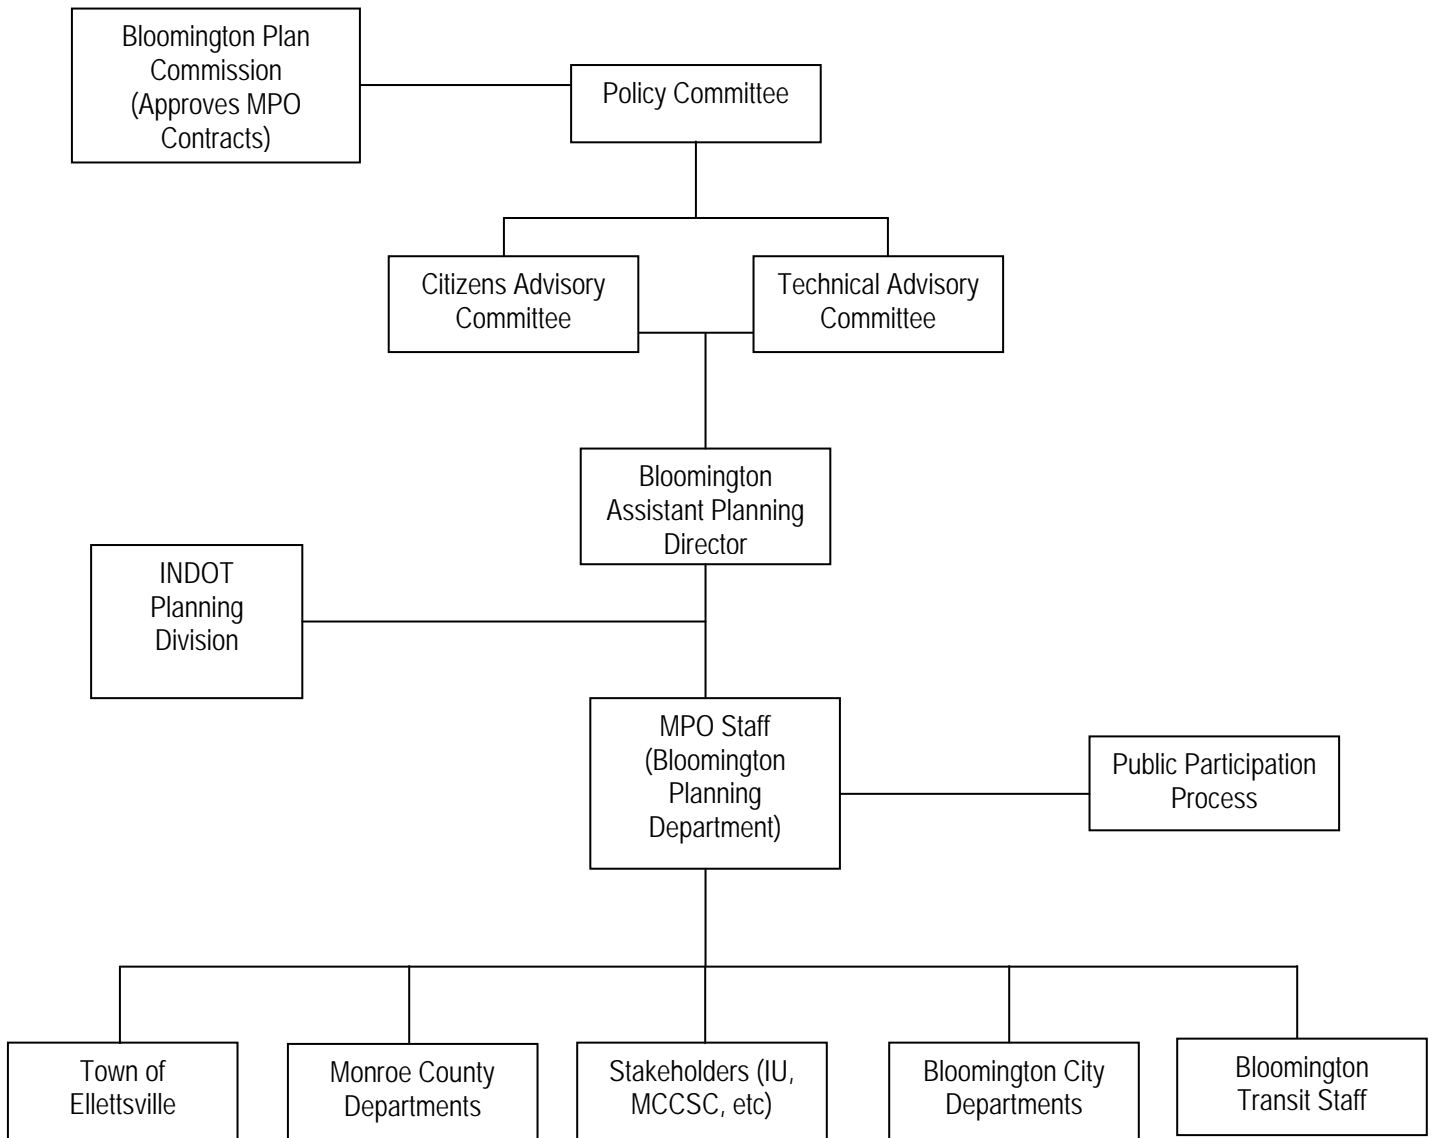 Bloomington Plan
Commission
(Approves MPO
Contracts)
Policy Committee
Citizens Advisory
Committee
Technical Advisory
Committee
Bloomington
Assistant Planning
Director
INDOT
Planning
Division
MPO Staff
(Bloomington
Planning
Department)
Public Participation
Process
Town of
Ellettsville
Monroe County
Departments
Stakeholders (IU,
MCCSC, etc)
Bloomington City
Departments
Bloomington
Transit Staff